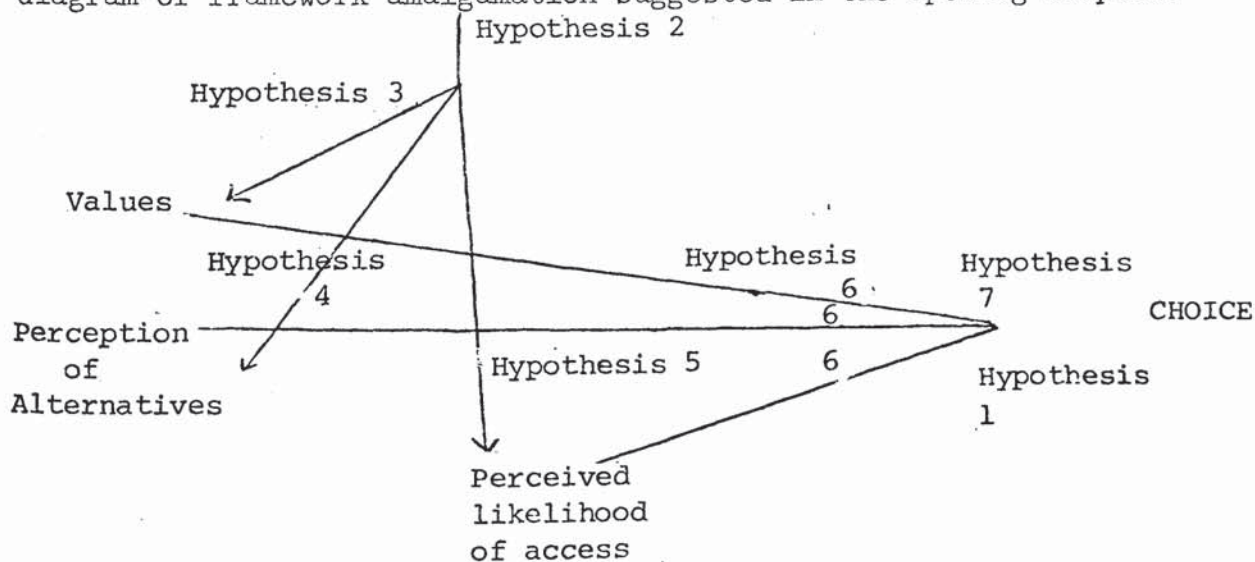 Hypothesis 2
Hypothesis 3
Values
Hypothesis
4
Hypothesis
6
Hypothesis
7
6
CHOICE
Perception
of
Alternatives
Hypothesis 5
6
Hypothesis
1
Perceived
likelihood
of access